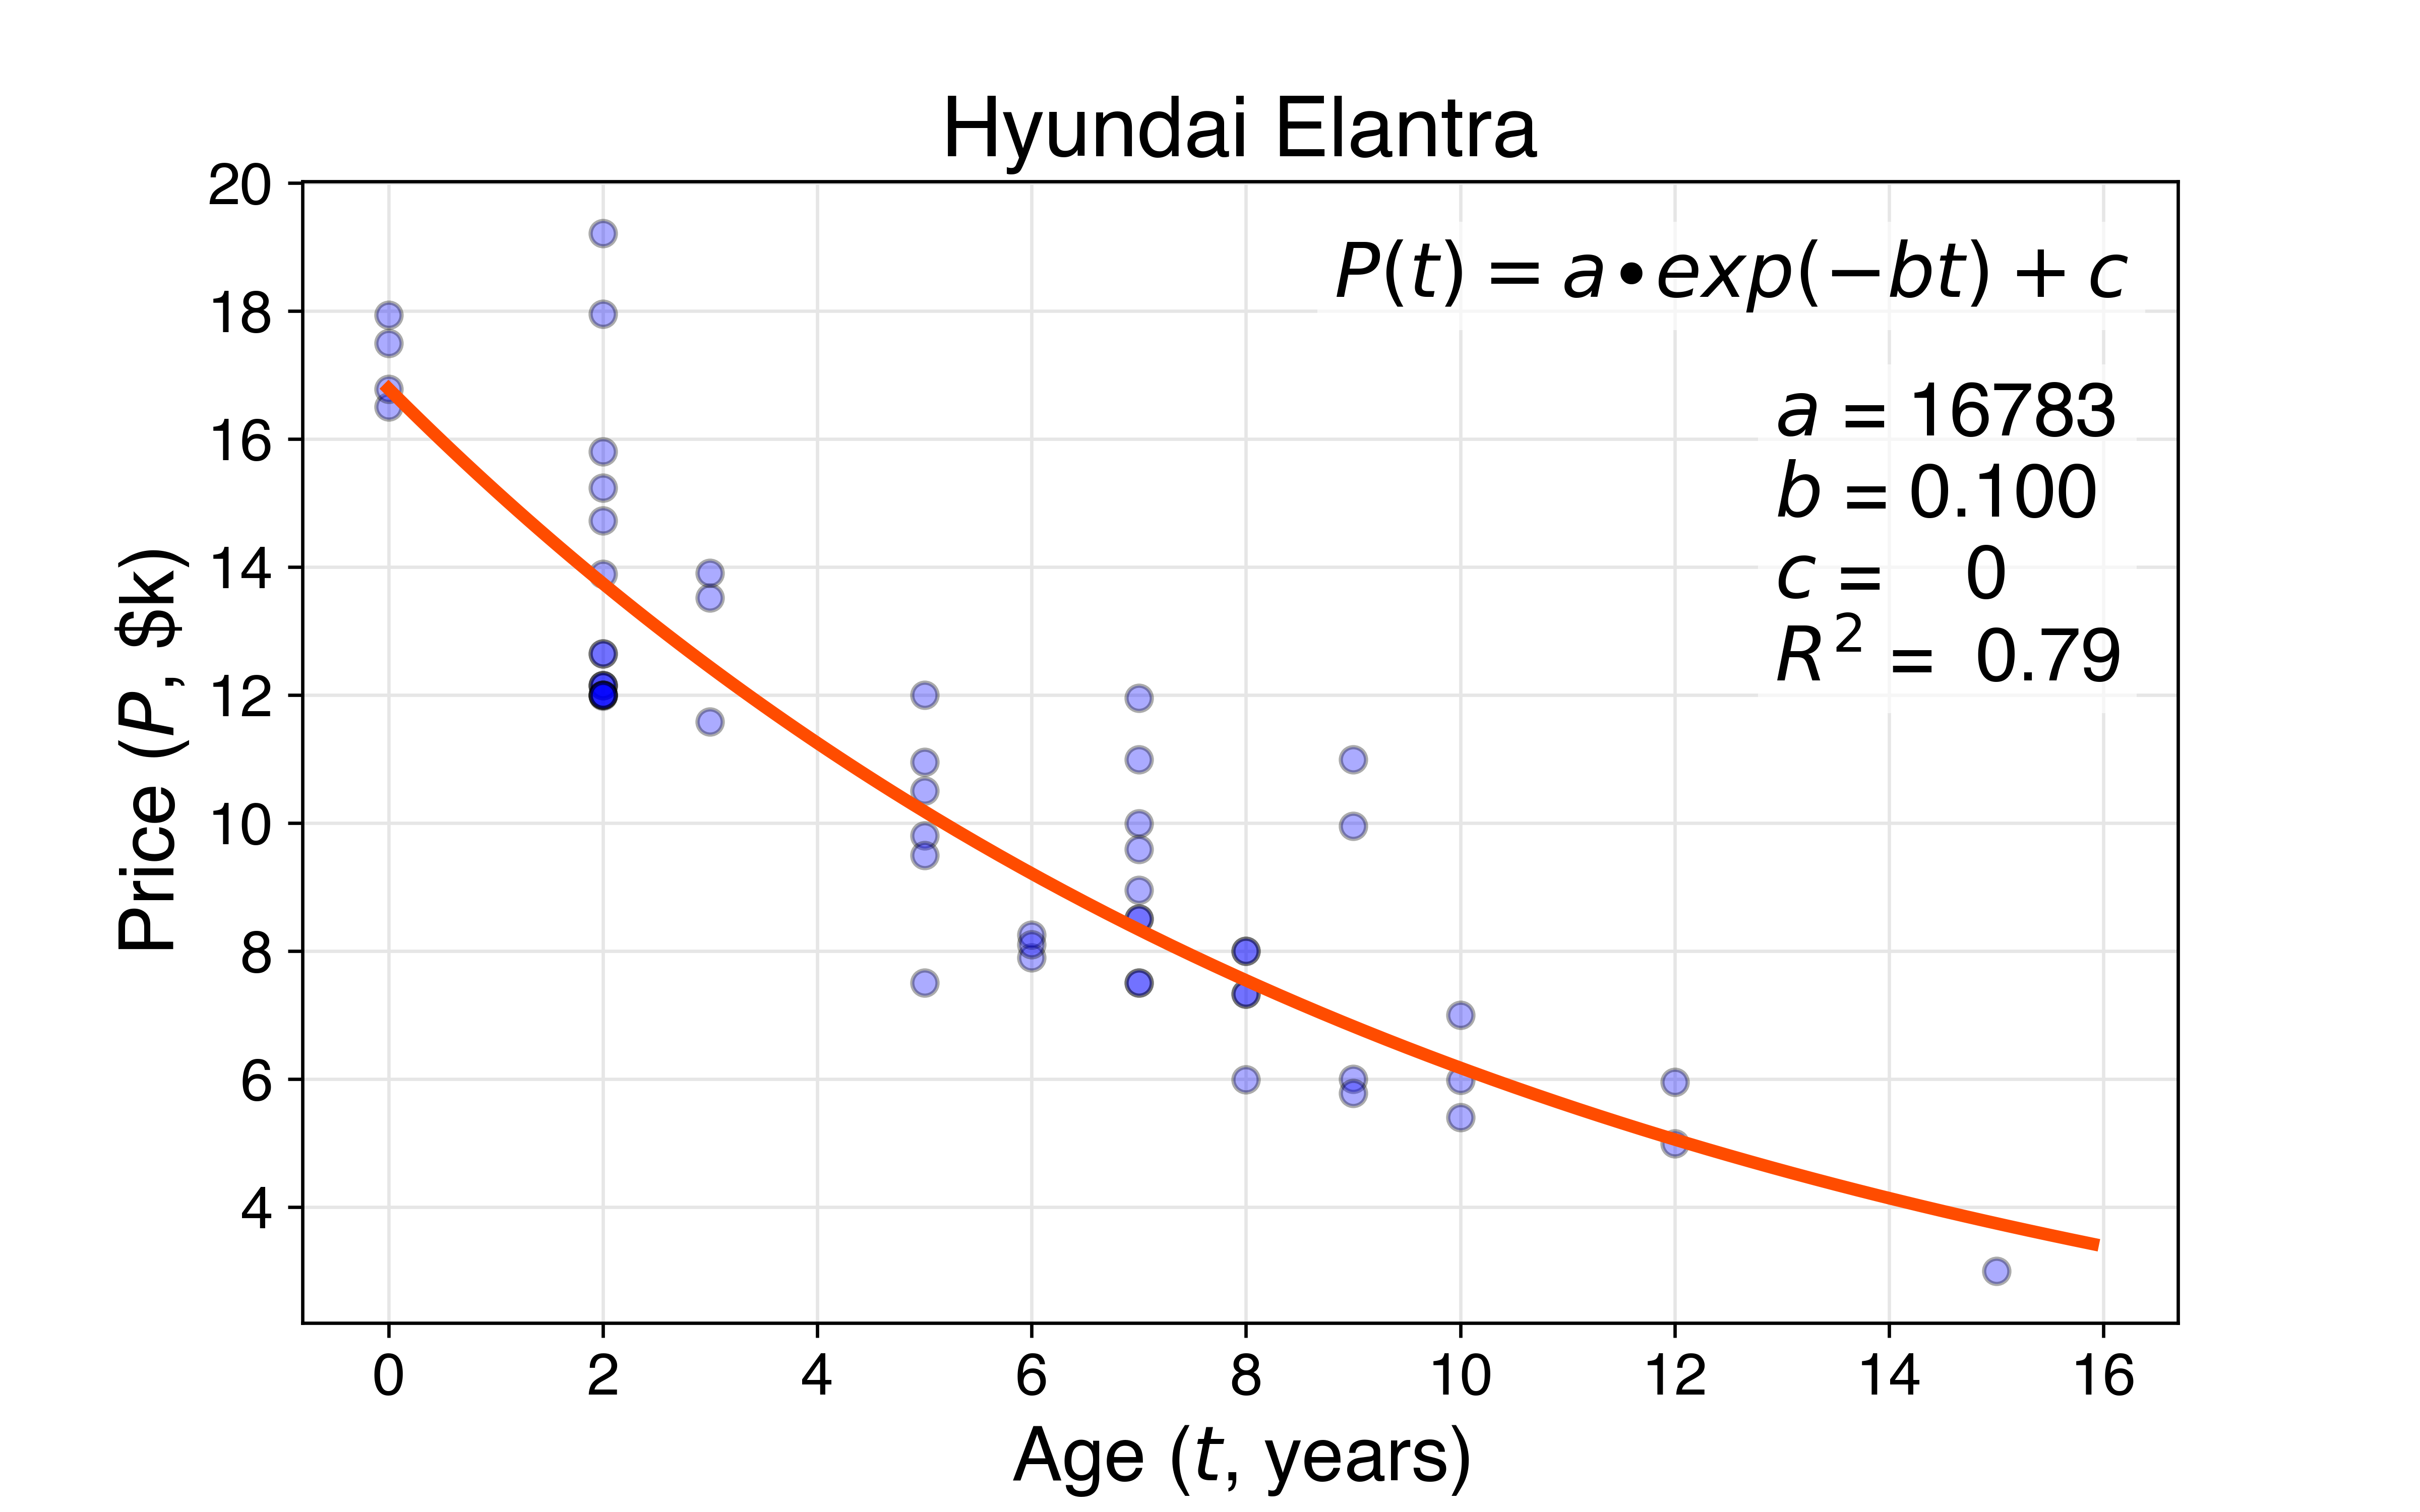 Hyundai Elantra
P(t) = a•exp(−bt) + c
a = 16783
b = 0.100
c = 0
R² = 0.79
Price (P, $k)
20
18
16
14
12
10
8
6
4
0 2 4 6 8 10 12 14 16
Age (t, years)